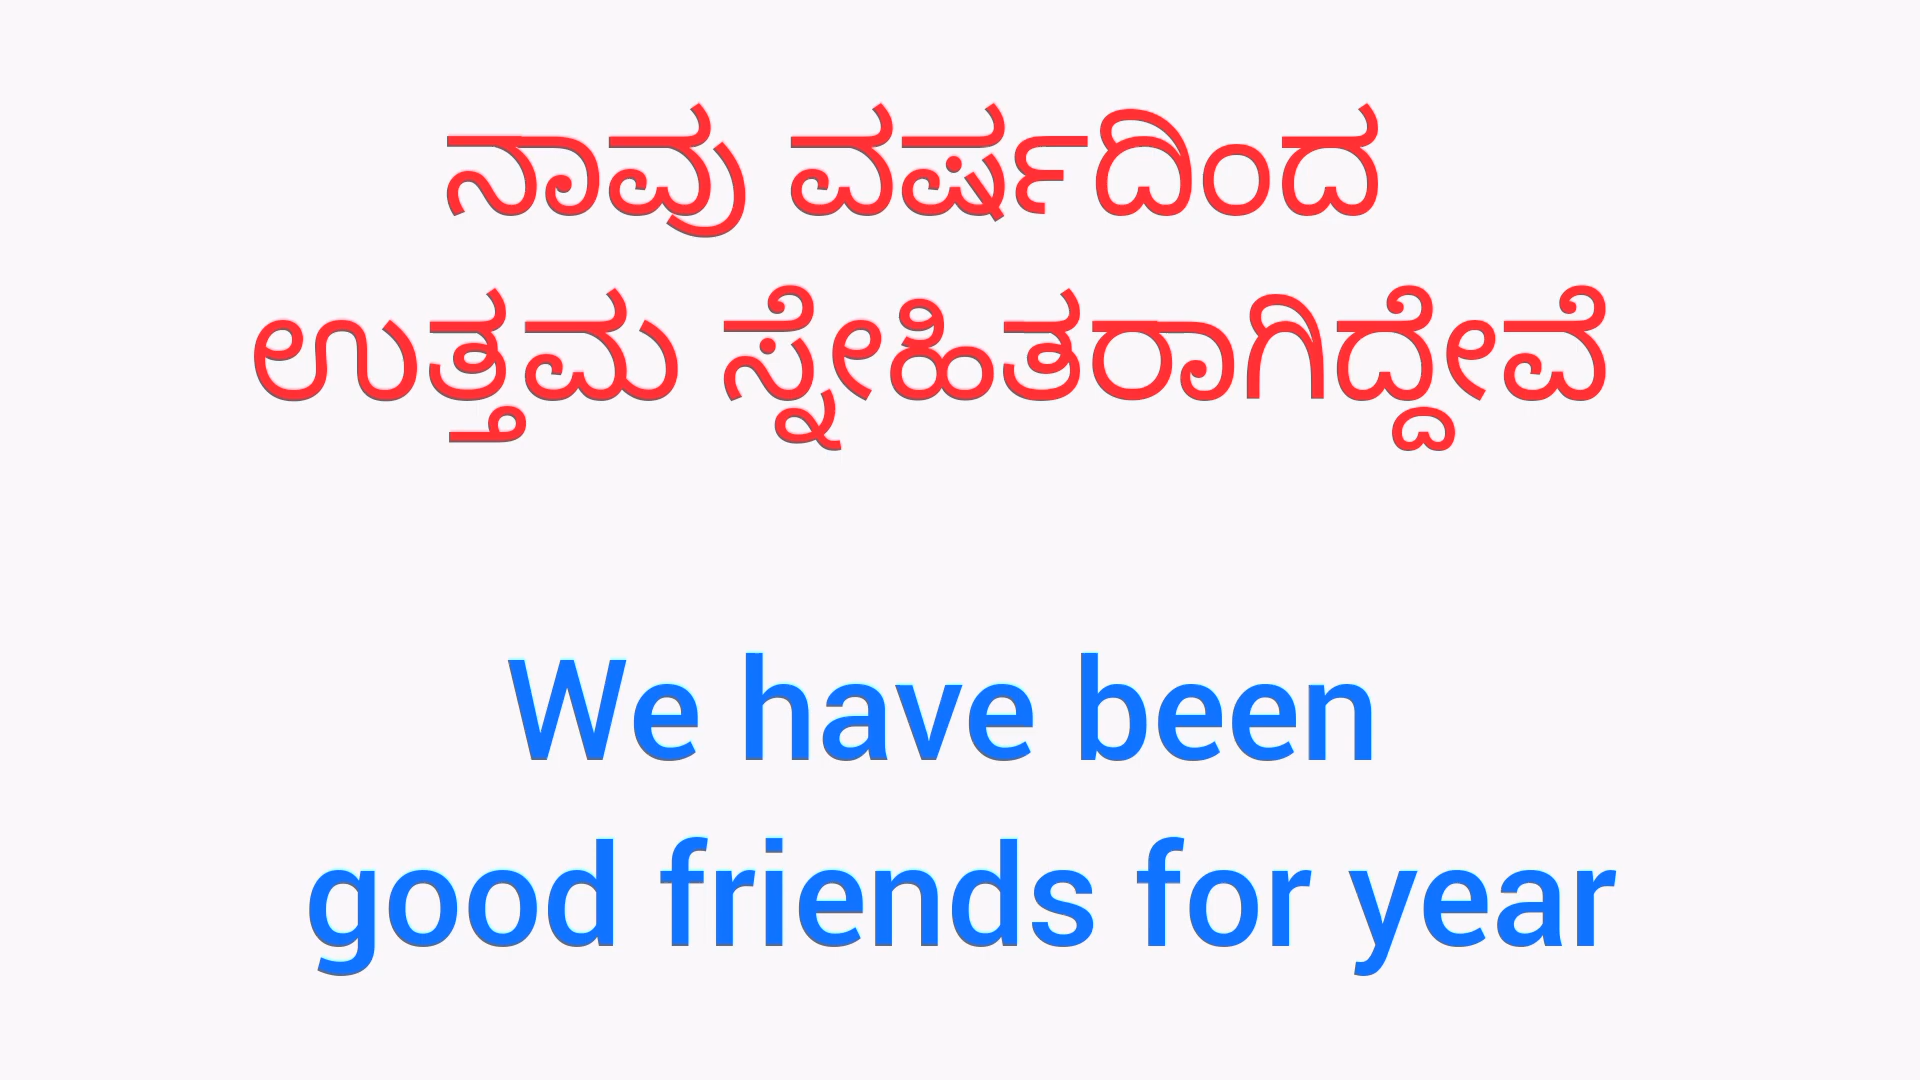 ನಾವು ವರ್ಷದಿಂದ
ಉತ್ತಮ ಸ್ನೇಹಿತರಾಗಿದ್ದೇವೆ
We have been
good friends for year